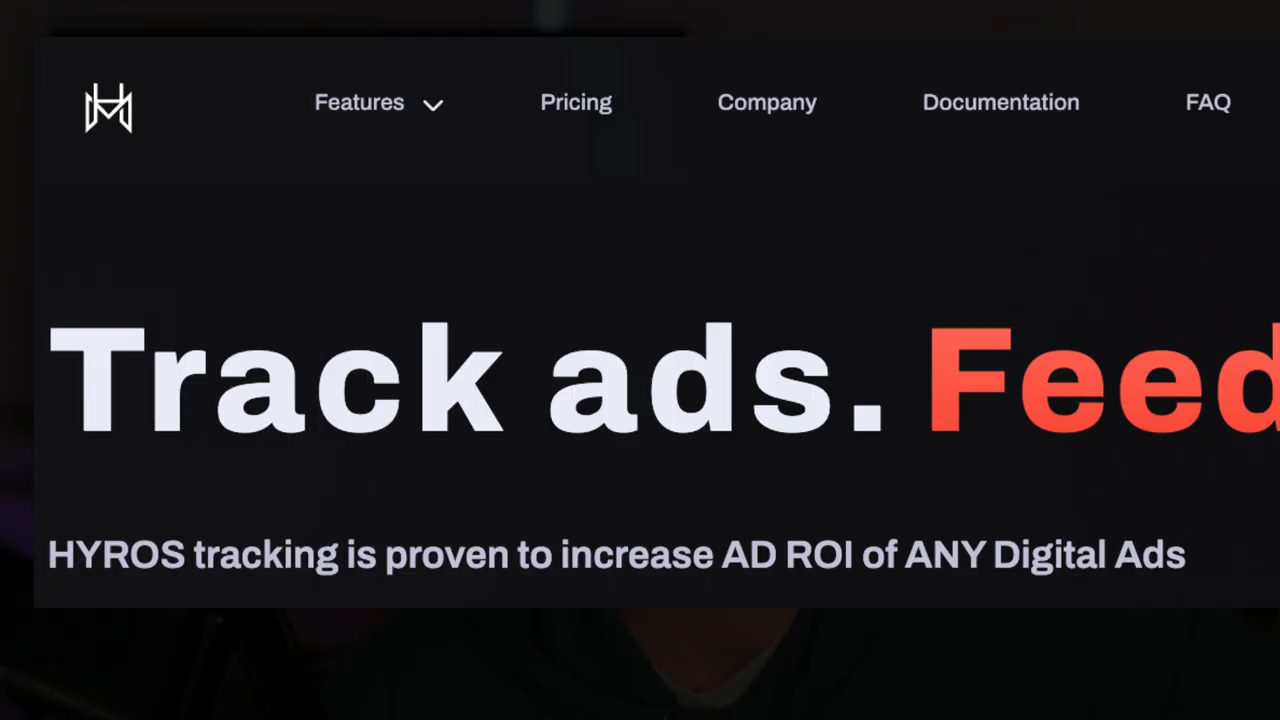 Features Pricing Company Documentation FAQ
Track ads. Feed
HYROS tracking is proven to increase AD ROI of ANY Digital Ads